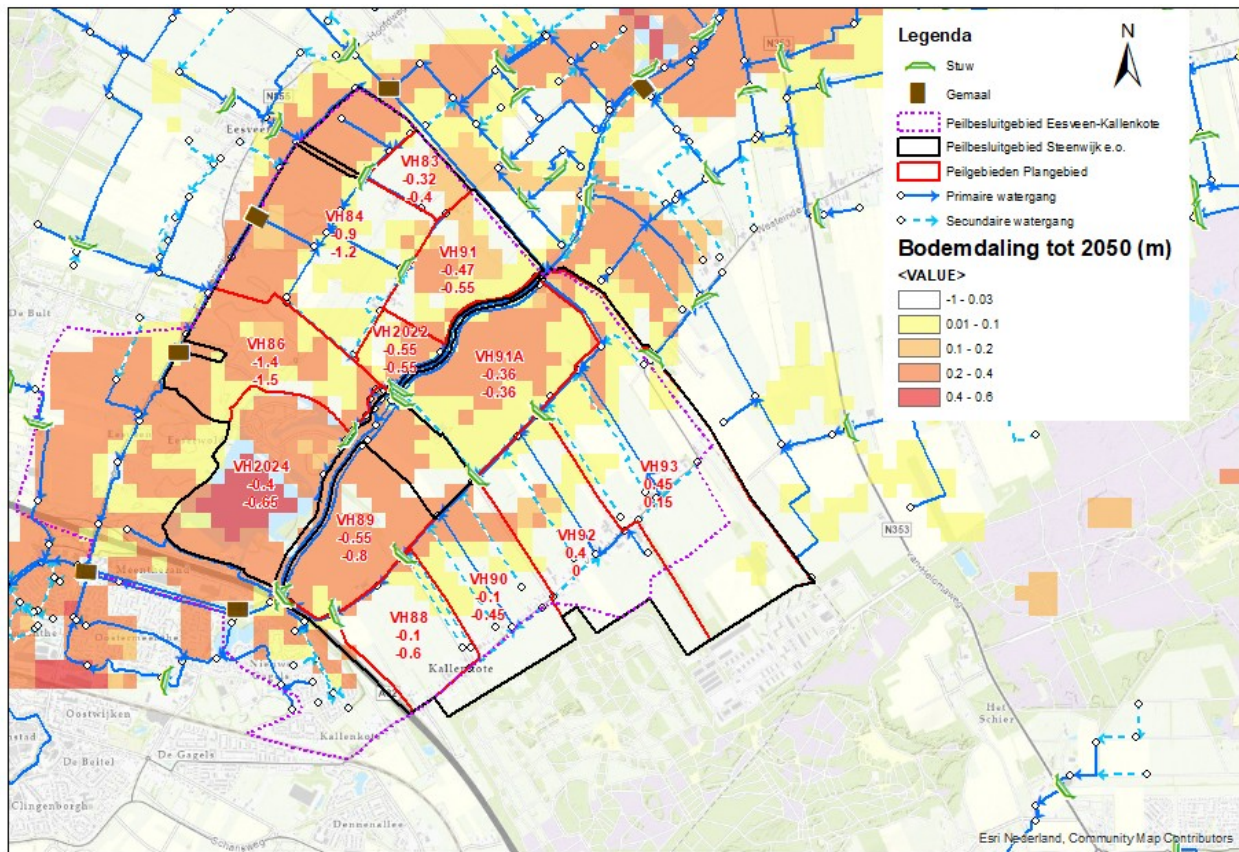 Legenda
N
Stuw
Gemaal
Peilbesluitgebied Eesveen-Kallenkote
Peilbesluitgebied Steenwijk e.o.
Peilgebieden Plangebied
Primaire watergang
Secundaire watergang
Bodemdaling tot 2050 (m)
<VALUE>
-1 - 0.03
0.01 - 0.1
0.1 - 0.2
0.2 - 0.4
0.4 - 0.6
N353
Eesveen
VH83
-0.32
-0.4
VH84
-0.9
-1.2
VH91
-0.47
-0.55
De Bult
VH2022
-0.55
-0.55
VH86
-1.4
-1.5
VH91A
-0.36
-0.36
VH2024
-0.4
-0.65
VH93
0.45
0.15
VH89
-0.55
-0.8
VH92
0.4
0
N353
VH90
-0.1
-0.45
VH88
-0.1
-0.6
Kallenkote
Oostwijken
Kallenkote
De Gagels
De Beitel
Clingenborgh
Dennenallee
Het
Schier
Esri Nederland, Community Map Contributors